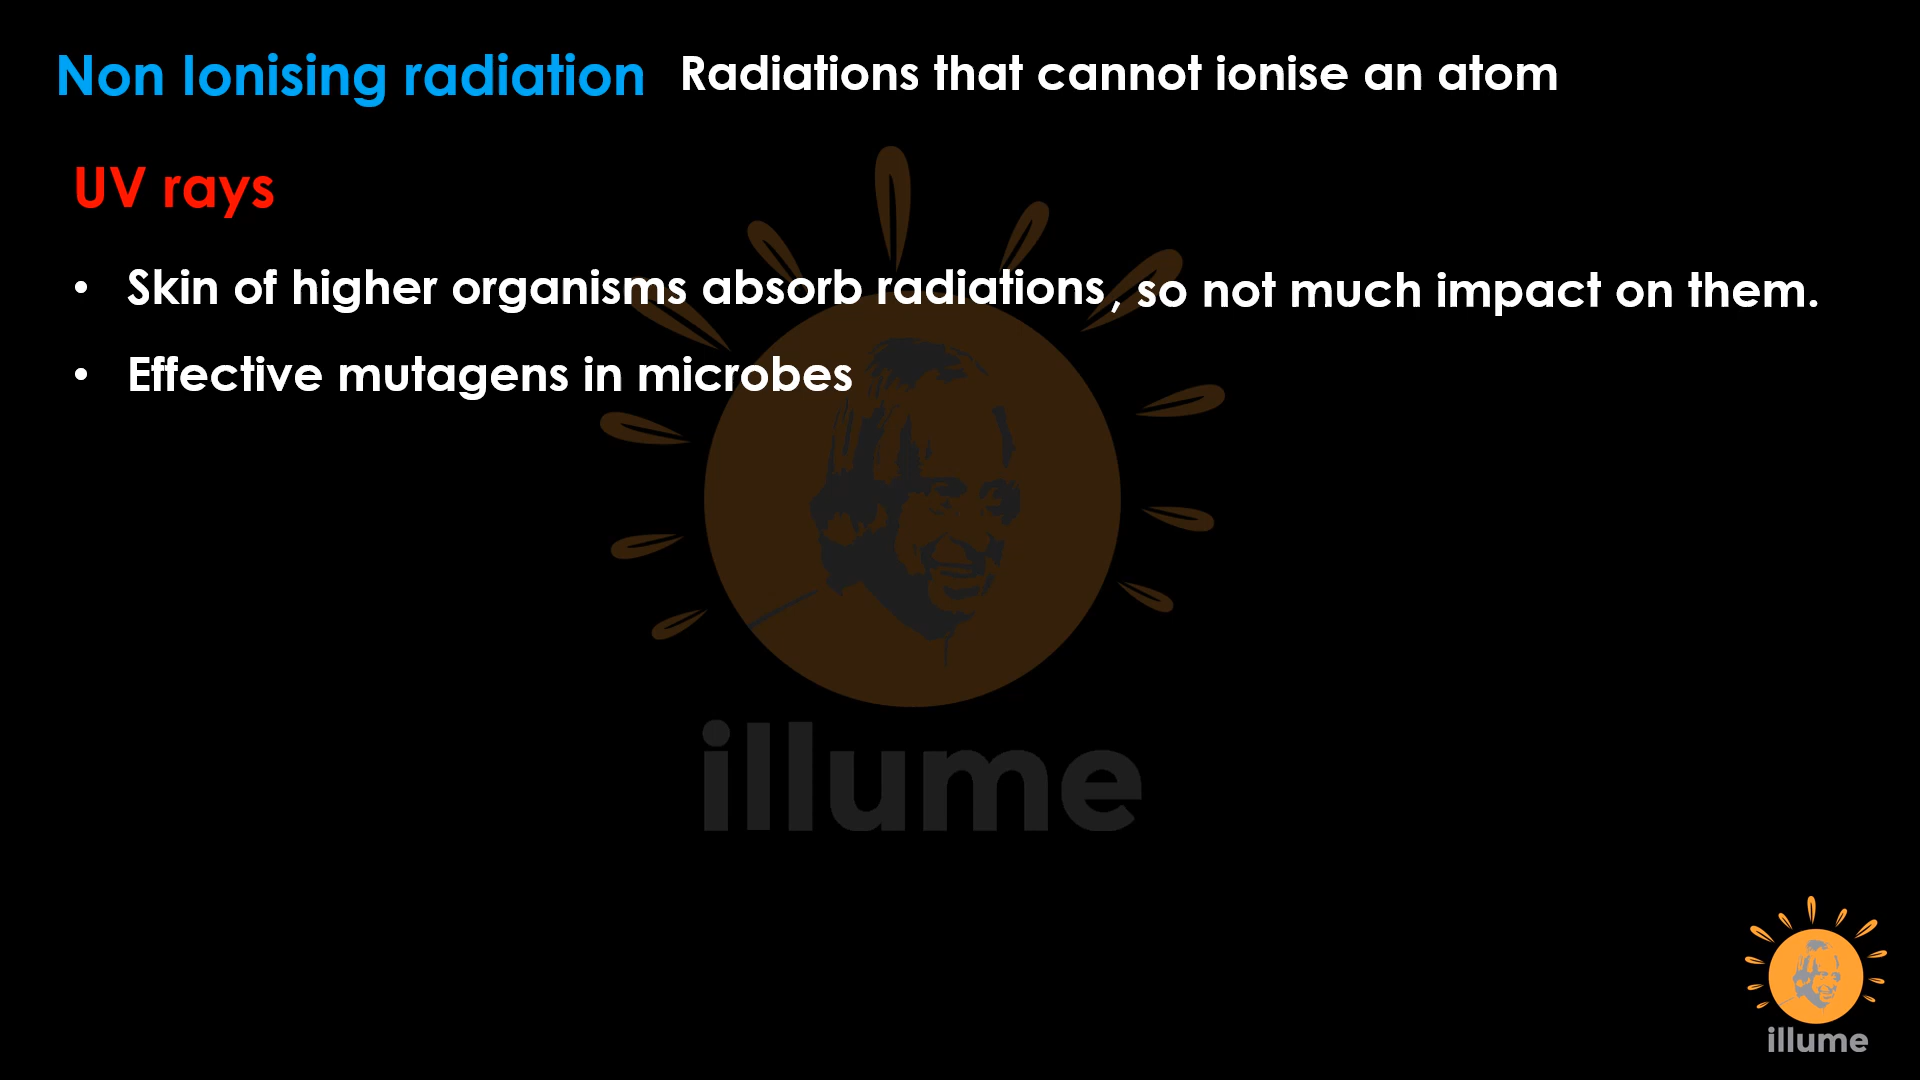 Non Ionising radiation Radiations that cannot ionise an atom
UV rays
• Skin of higher organisms absorb radiations, so not much impact on them.
• Effective mutagens in microbes
illume
illume